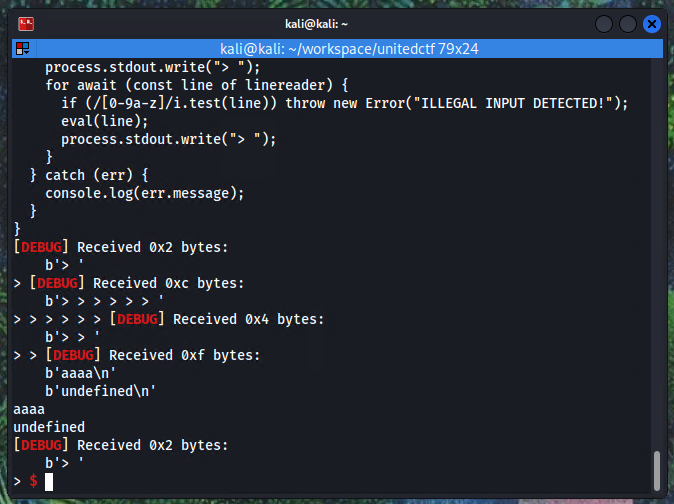 kali@kali: ~
kali@kali: ~/workspace/unitedctf 79x24
process.stdout.write("> ");
for await (const line of linereader) {
if (/[0-9a-z]/i.test(line)) throw new Error("ILLEGAL INPUT DETECTED!");
eval(line);
process.stdout.write("> ");
}
} catch (err) {
console.log(err.message);
}
}
[DEBUG] Received 0x2 bytes:
b'> '
> [DEBUG] Received 0xc bytes:
b'> > > > > > '
> > > > > > [DEBUG] Received 0x4 bytes:
b'> > '
> > [DEBUG] Received 0xf bytes:
b'aaaa\n'
b'undefined\n'
aaaa
undefined
[DEBUG] Received 0x2 bytes:
b'> '
> $